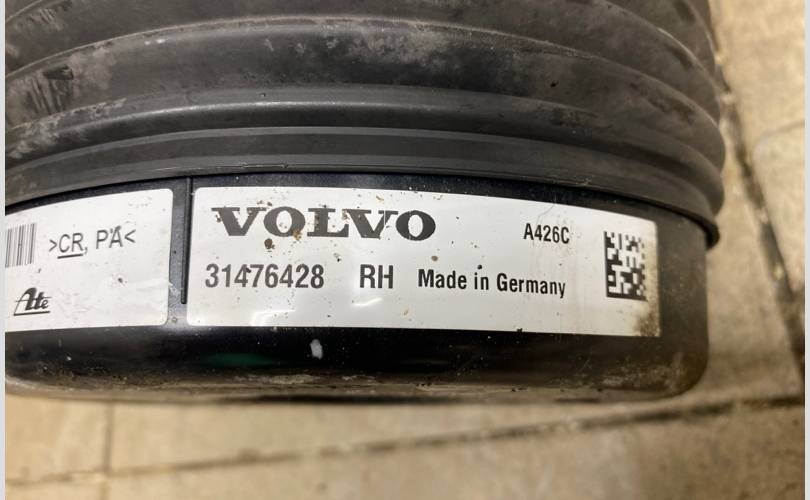 >CR, PA<
Ate
VOLVO
A426C
31476428 RH Made in Germany